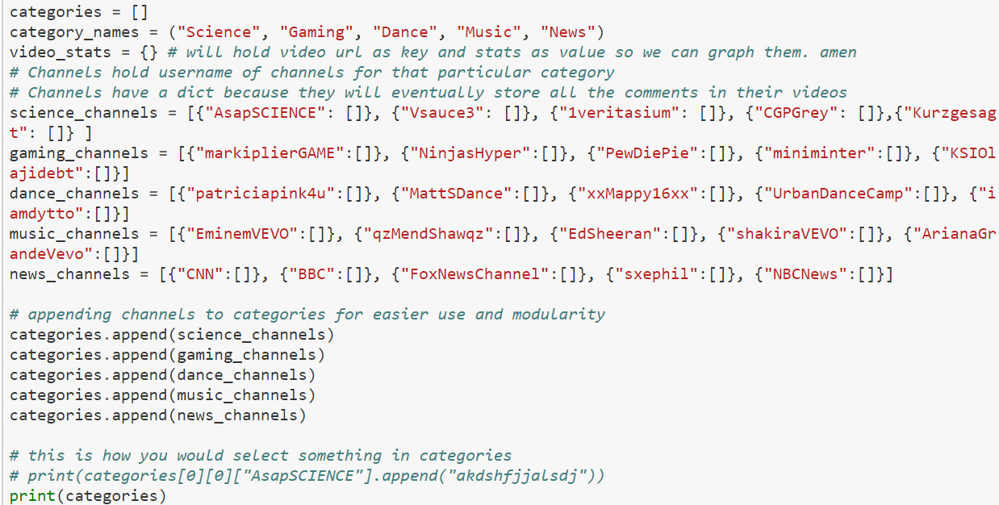 categories = []
category_names = ("Science", "Gaming", "Dance", "Music", "News")
video_stats = {} # will hold video url as key and stats as value so we can graph them. amen
# Channels hold username of channels for that particular category
# Channels have a dict because they will eventually store all the comments in their videos
science_channels = [{"AsapSCIENCE": []}, {"Vsauce3": []}, {"1veritasium": []}, {"CGPGrey": []},{"Kurzgesag
t": []} ]
gaming_channels = [{"markiplierGAME":[]}, {"NinjasHyper":[]}, {"PewDiePie":[]}, {"miniminter":[]}, {"KSIOl
ajidebt":[]}]
dance_channels = [{"patriciapink4u":[]}, {"MattSDance":[]}, {"xxMappy16xx":[]}, {"UrbanDanceCamp":[]}, {"i
amdytto":[]}]
music_channels = [{"EminemVEVO":[]}, {"qzMendShawqz":[]}, {"EdSheeran":[]}, {"shakiraVEVO":[]}, {"ArianaGr
andeVevo":[]}]
news_channels = [{"CNN":[]}, {"BBC":[]}, {"FoxNewsChannel":[]}, {"sxephil":[]}, {"NBCNews":[]}]

# appending channels to categories for easier use and modularity
categories.append(science_channels)
categories.append(gaming_channels)
categories.append(dance_channels)
categories.append(music_channels)
categories.append(news_channels)

# this is how you would select something in categories
# print(categories[0][0]["AsapSCIENCE"].append("akdshfjjalsdj"))
print(categories)